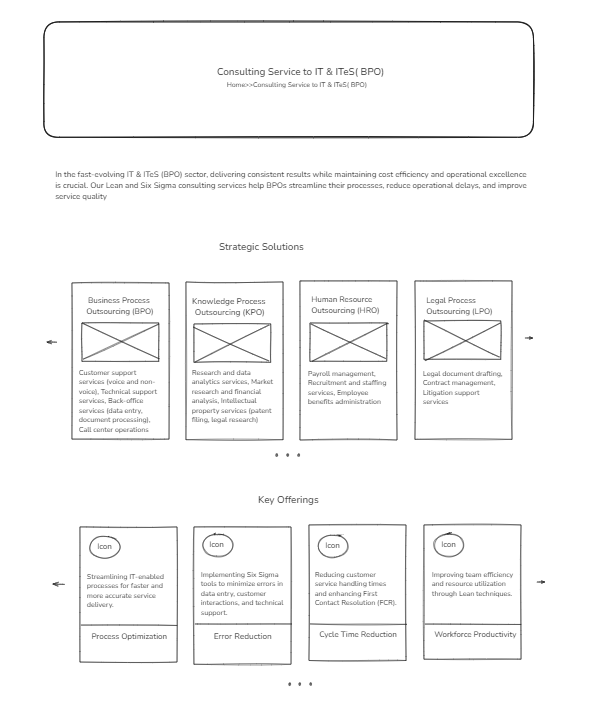 Consulting Service to IT & ITeS( BPO)
Home>>Consulting Service to IT & ITeS( BPO)
In the fast-evolving IT & ITeS (BPO) sector, delivering consistent results while maintaining cost efficiency and operational excellence
is crucial. Our Lean and Six Sigma consulting services help BPOs streamline their processes, reduce operational delays, and improve
service quality
Strategic Solutions
Business Process
Outsourcing (BPO)
Customer support
services (voice and non-
voice), Technical support
services, Back-office
services (data entry,
document processing),
Call center operations
Knowledge Process
Outsourcing (KPO)
Research and data
analytics services, Market
research and financial
analysis, Intellectual
property services (patent
filing, legal research)
Human Resource
Outsourcing (HRO)
Payroll management,
Recruitment and staffing
services, Employee
benefits administration
Legal Process
Outsourcing (LPO)
Legal document drafting,
Contract management,
Litigation support
services
Key Offerings
Icon
Streamlining IT-enabled
processes for faster and
more accurate service
delivery.
Process Optimization
Icon
Implementing Six Sigma
tools to minimize errors in
data entry, customer
interactions, and technical
support.
Error Reduction
Icon
Reducing customer
service handling times
and enhancing First
Contact Resolution (FCR).
Cycle Time Reduction
Icon
Improving team efficiency
and resource utilization
through Lean techniques.
Workforce Productivity